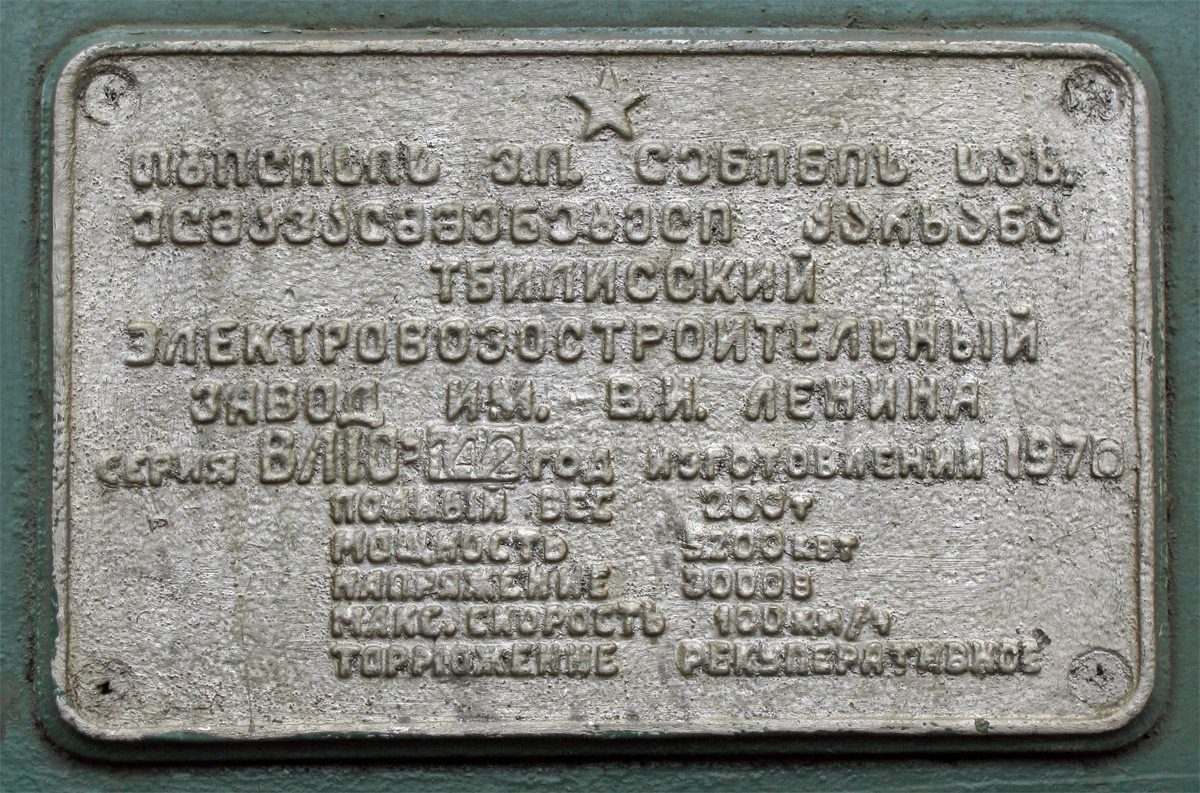 თბილისის ვ.ი. ლენინის სახ.
ელმავალმშენებელი ქარხანა
ТБИЛИССКИЙ
ЭЛЕКТРОВОЗОСТРОИТЕЛЬНЫЙ
ЗАВОД ИМ. В.И. ЛЕНИНА
СЕРИЯ ВЛ10-142 ГОД ИЗГОТОВЛЕНИЙ 1970
ПОЛНЫЙ ВЕС 200т
МОЩНОСТЬ 5200квт
НАПРЯЖЕНИЕ 3000в
МАКС. СКОРОСТЬ 100км/ч
ТОРМОЖЕНИЕ РЕКУПЕРАТИВНОЕ